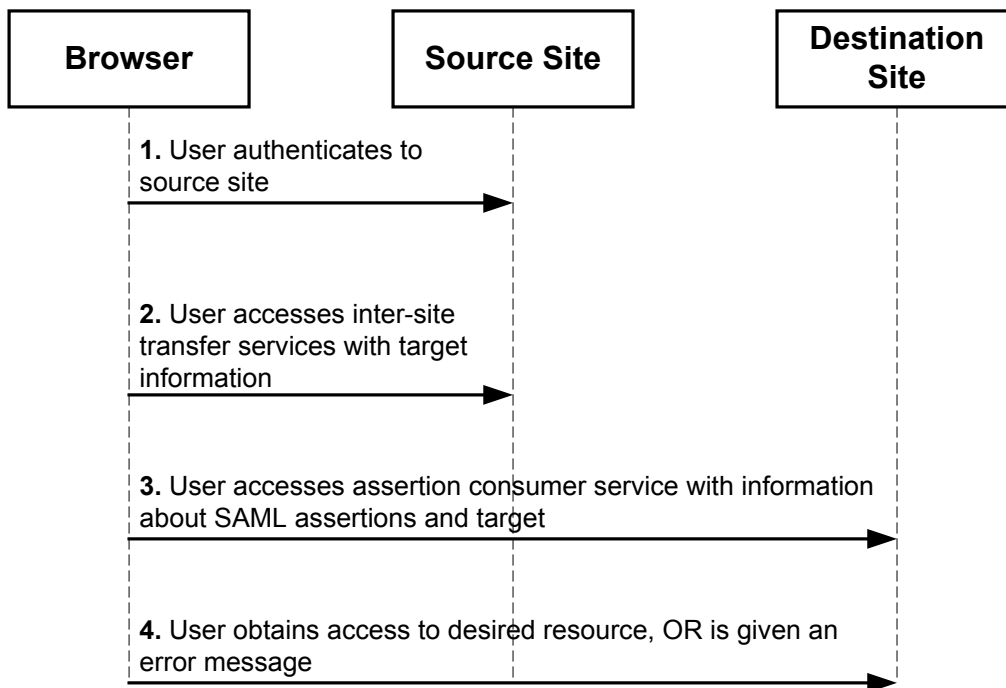 Browser
Source Site
Destination
Site
1. User authenticates to
source site
2. User accesses inter-site
transfer services with target
information
3. User accesses assertion consumer service with information
about SAML assertions and target
4. User obtains access to desired resource, OR is given an
error message